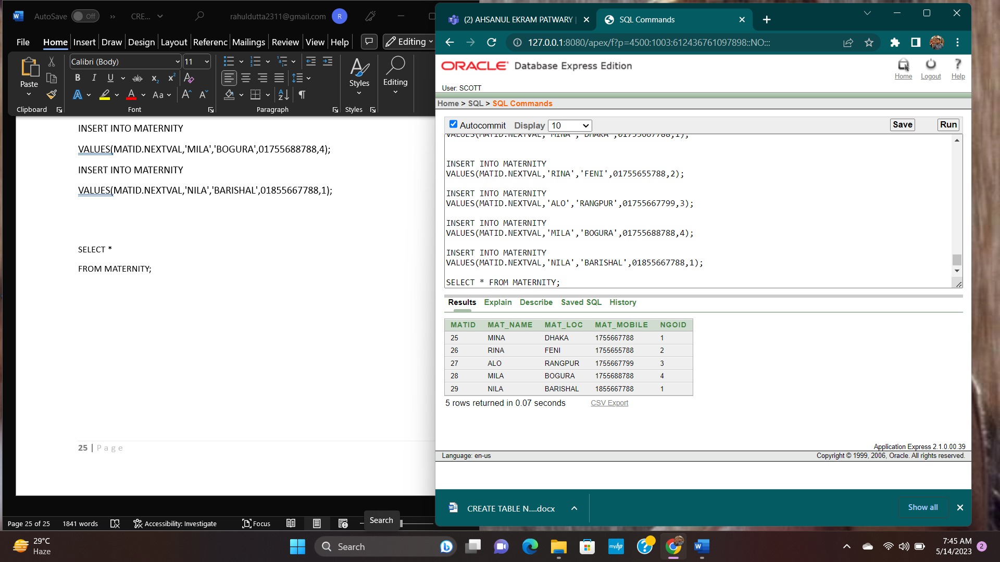 AutoSave Off CRE... rahuldutta2311@gmail.com R
File Home Insert Draw Design Layout Referenc Mailings Review View Help Editing
Calibri (Body) 11
Paste
B I U ab x₂ x²
A A A Aa A A
Styles Editing
Clipboard Font Paragraph Styles
INSERT INTO MATERNITY
VALUES(MATID.NEXTVAL,'MILA','BOGURA',01755688788,4);
INSERT INTO MATERNITY
VALUES(MATID.NEXTVAL,'NILA','BARISHAL',01855667788,1);
SELECT *
FROM MATERNITY;
25 | Page
Page 25 of 25 1841 words Accessibility: Investigate Focus
Search
(2) AHSANUL EKRAM PATWARY | SQL Commands
127.0.0.1:8080/apex/f?p=4500:1003:612436761097898::NO:::
ORACLE Database Express Edition
Home Logout Help
User: SCOTT
Home > SQL > SQL Commands
Autocommit Display 10 Save Run
VALUES(MATID.NEXTVAL,'MINA','DHAKA',01755667788,1);
INSERT INTO MATERNITY
VALUES(MATID.NEXTVAL,'RINA','FENI',01755655788,2);
INSERT INTO MATERNITY
VALUES(MATID.NEXTVAL,'ALO','RANGPUR',01755667799,3);
INSERT INTO MATERNITY
VALUES(MATID.NEXTVAL,'MILA','BOGURA',01755688788,4);
INSERT INTO MATERNITY
VALUES(MATID.NEXTVAL,'NILA','BARISHAL',01855667788,1);
SELECT * FROM MATERNITY;
Results Explain Describe Saved SQL History
MATID MAT_NAME MAT_LOC MAT_MOBILE NGOID
25 MINA DHAKA 1755667788 1
26 RINA FENI 1755655788 2
27 ALO RANGPUR 1755667799 3
28 MILA BOGURA 1755688788 4
29 NILA BARISHAL 1855667788 1
5 rows returned in 0.07 seconds CSV Export
Application Express 2.1.0.00.39
Language: en-us Copyright © 1999, 2006, Oracle. All rights reserved.
CREATE TABLE N....docx Show all
29°C
Haze
Search
myhp
7:45 AM
5/14/2023
2